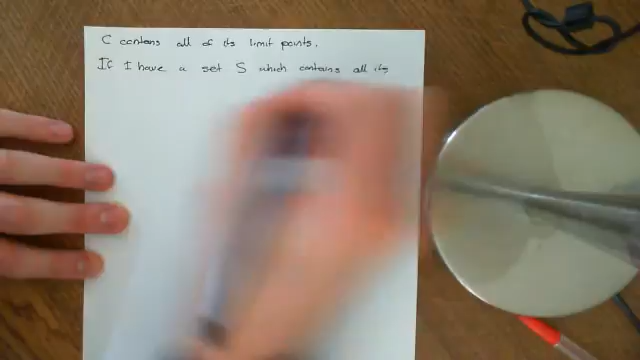 C contains all of its limit points.
If I have a set S which contains all its